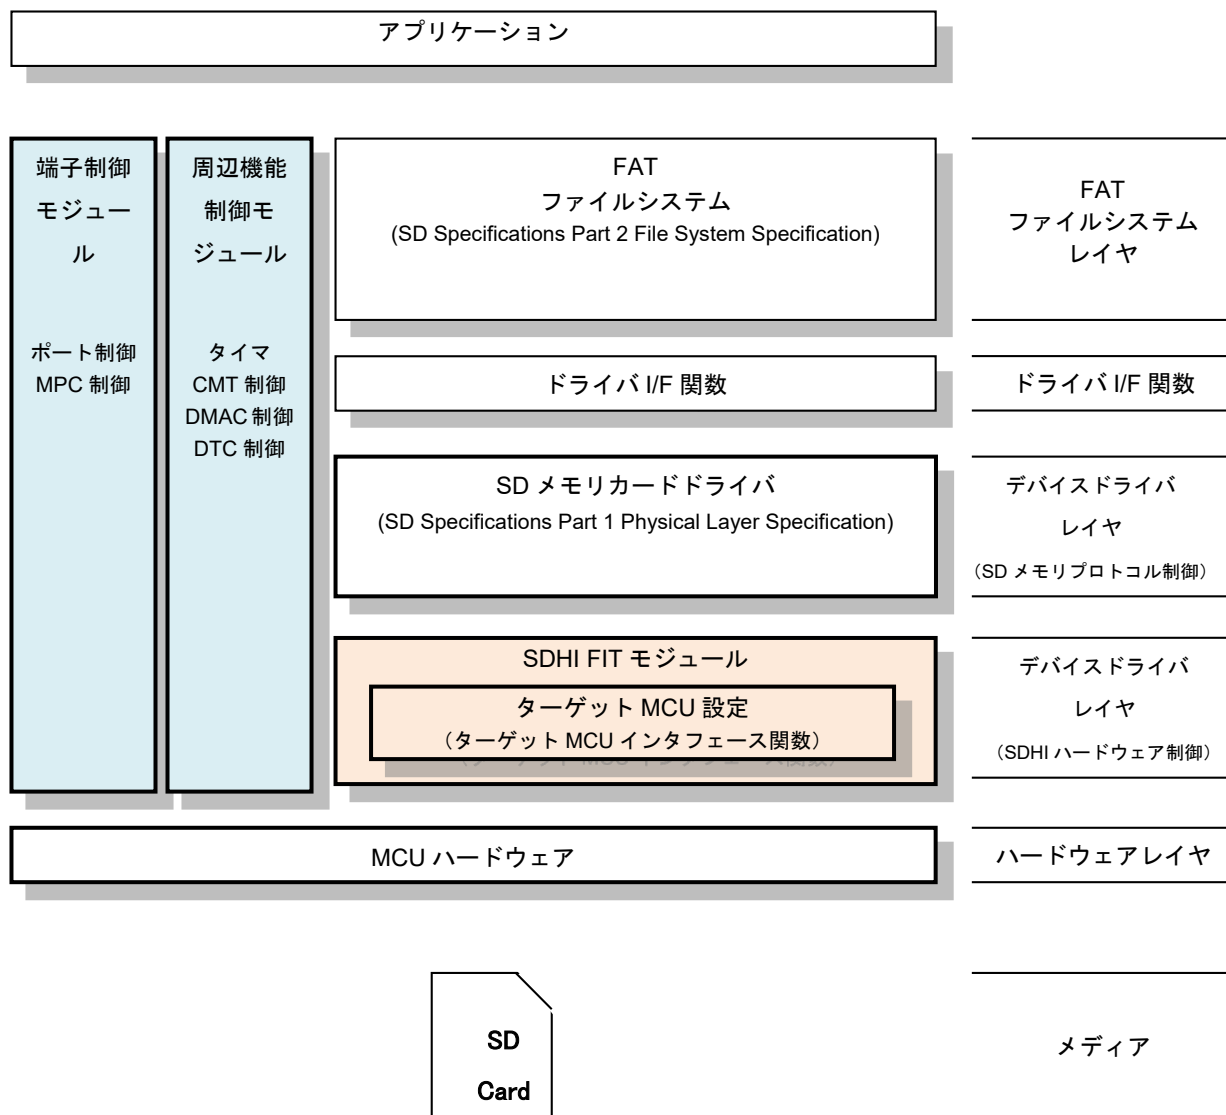 アプリケーション
端子制御
モジュー
ル
ポート制御
MPC 制御
周辺機能
制御モ
ジュール
タイマ
CMT 制御
DMAC 制御
DTC 制御
FAT
ファイルシステム
(SD Specifications Part 2 File System Specification)
FAT
ファイルシステム
レイヤ
ドライバ I/F 関数
ドライバ I/F 関数
SD メモリカードドライバ
(SD Specifications Part 1 Physical Layer Specification)
デバイスドライバ
レイヤ
（SD メモリプロトコル制御）
SDHI FIT モジュール
ターゲット MCU 設定
（ターゲット MCU インタフェース関数）
デバイスドライバ
レイヤ
（SDHI ハードウェア制御）
MCU ハードウェア
ハードウェアレイヤ
SD
Card
メディア